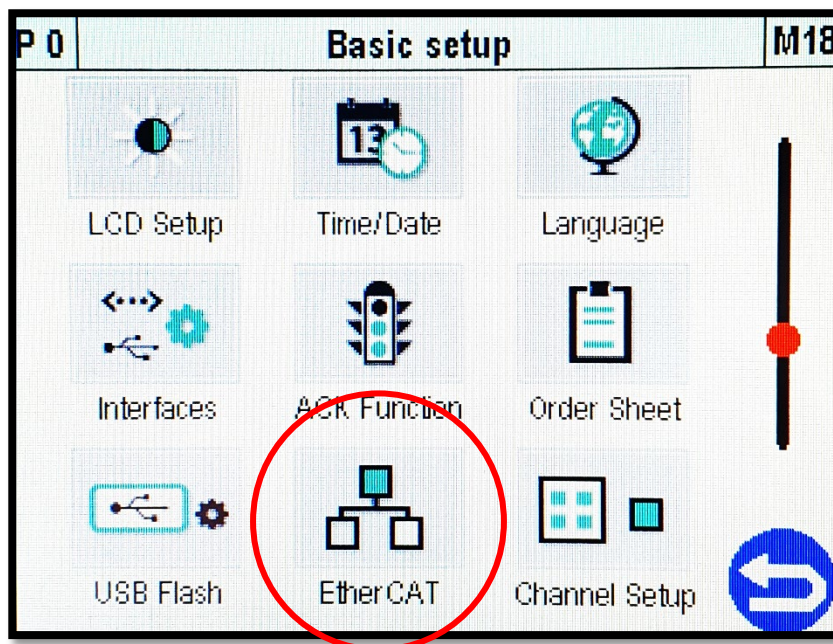 P 0 Basic setup M18
13
LCD Setup Time/Date Language
Interfaces ACK Function Order Sheet
USB Flash EtherCAT Channel Setup